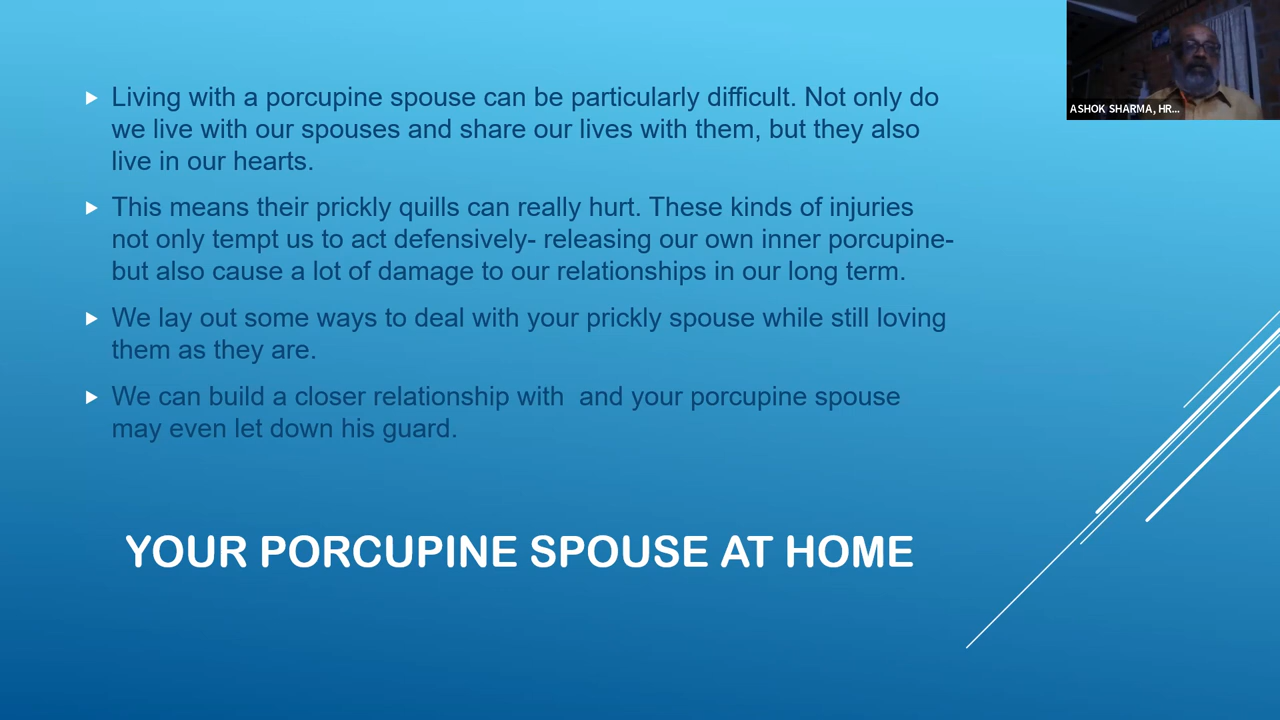 Living with a porcupine spouse can be particularly difficult. Not only do
we live with our spouses and share our lives with them, but they also
live in our hearts.
This means their prickly quills can really hurt. These kinds of injuries
not only tempt us to act defensively- releasing our own inner porcupine-
but also cause a lot of damage to our relationships in our long term.
We lay out some ways to deal with your prickly spouse while still loving
them as they are.
We can build a closer relationship with  and your porcupine spouse
may even let down his guard.
YOUR PORCUPINE SPOUSE AT HOME
ASHOK SHARMA, HR...